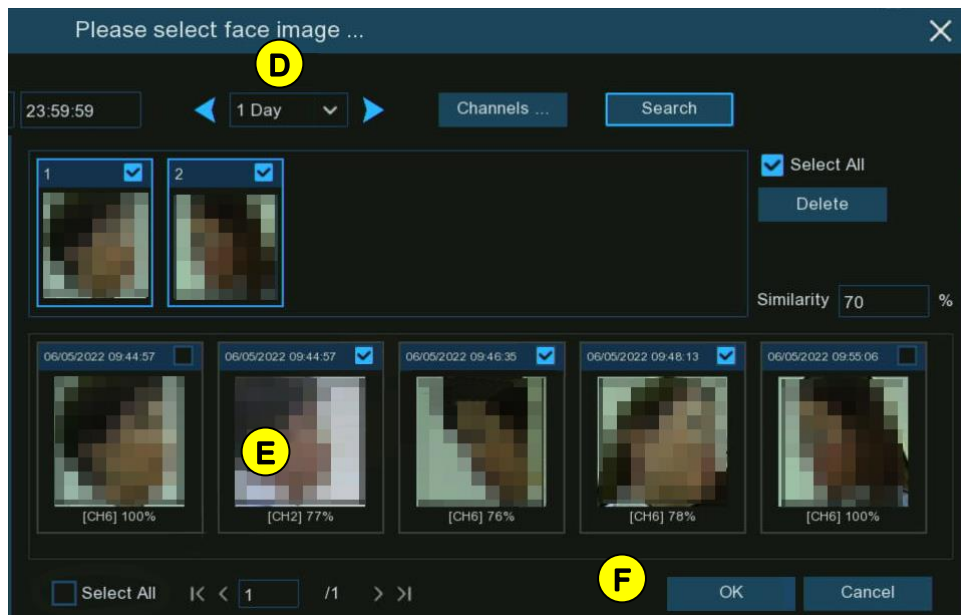 Please select face image ...
D
23:59:59 1 Day Channels ... Search
1 2
Select All
Delete
Similarity 70 %
06/05/2022 09:44:57 06/05/2022 09:44:57 06/05/2022 09:46:35 06/05/2022 09:48:13 06/05/2022 09:55:06
E
[CH6] 100% [CH2] 77% [CH6] 76% [CH6] 78% [CH6] 100%
F
Select All 1 /1 OK Cancel